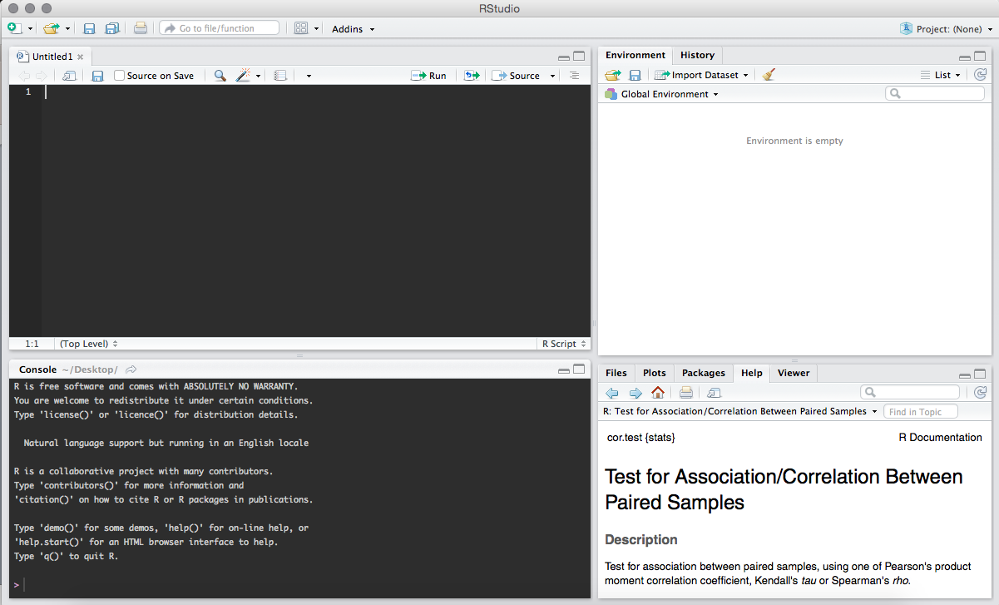 RStudio
Go to file/function
Addins
Project: (None)
Untitled1
Source on Save
Run
Source
1
1:1
(Top Level)
R Script
Console ~/Desktop/
R is free software and comes with ABSOLUTELY NO WARRANTY.
You are welcome to redistribute it under certain conditions.
Type 'license()' or 'licence()' for distribution details.
Natural language support but running in an English locale
R is a collaborative project with many contributors.
Type 'contributors()' for more information and
'citation()' on how to cite R or R packages in publications.
Type 'demo()' for some demos, 'help()' for on-line help, or
'help.start()' for an HTML browser interface to help.
Type 'q()' to quit R.
>
Environment History
Import Dataset
List
Global Environment
Environment is empty
Files Plots Packages Help Viewer
R: Test for Association/Correlation Between Paired Samples
Find in Topic
cor.test {stats}
R Documentation
Test for Association/Correlation Between
Paired Samples
Description
Test for association between paired samples, using one of Pearson's product
moment correlation coefficient, Kendall's tau or Spearman's rho.